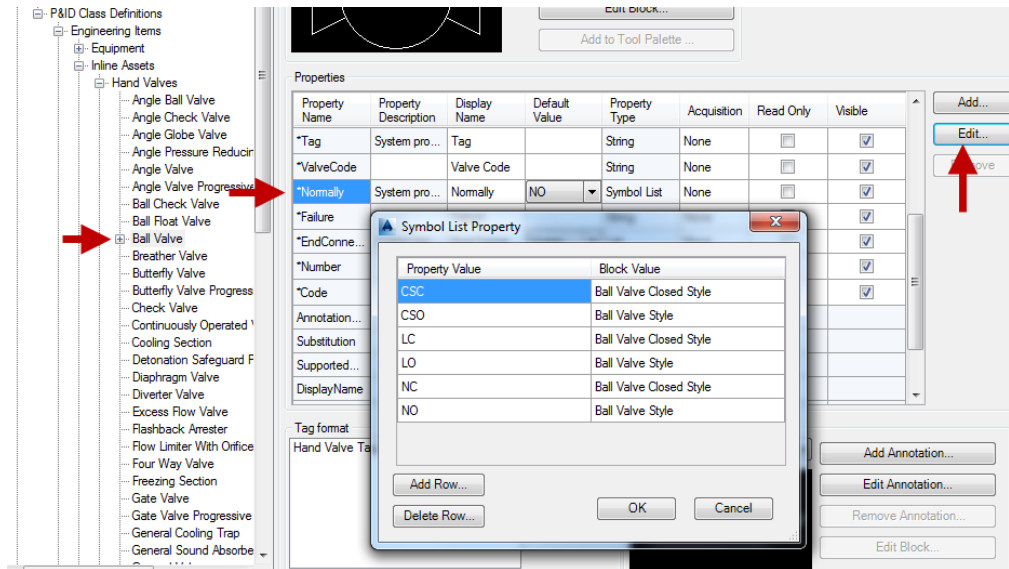 P&ID Class Definitions
Engineering Items
Equipment
Inline Assets
Hand Valves
Angle Ball Valve
Angle Check Valve
Angle Globe Valve
Angle Pressure Reducin
Angle Valve
Angle Valve Progressive
Ball Check Valve
Ball Float Valve
Ball Valve
Breather Valve
Butterfly Valve
Butterfly Valve Progress
Check Valve
Continuously Operated
Cooling Section
Detonation Safeguard F
Diaphragm Valve
Diverter Valve
Excess Flow Valve
Flashback Arrester
Flow Limiter With Orifice
Four Way Valve
Freezing Section
Gate Valve
Gate Valve Progressive
General Cooling Trap
General Sound Absorbe
Edit Block...
Add to Tool Palette ...
Properties
Property Name Property Description Display Name Default Value Property Type Acquisition Read Only Visible
*Tag System pro... Tag String None
*ValveCode Valve Code String None
*Normally System pro... Normally NO Symbol List None
*Failure
*EndConne...
*Number
*Code
Annotation...
Substitution
Supported...
DisplayName
Add...
Edit...
Symbol List Property
Property Value Block Value
CSC Ball Valve Closed Style
CSO Ball Valve Style
LC Ball Valve Closed Style
LO Ball Valve Style
NC Ball Valve Closed Style
NO Ball Valve Style
Add Row...
Delete Row...
OK Cancel
Tag format
Hand Valve Ta
Add Annotation...
Edit Annotation...
Remove Annotation...
Edit Block...